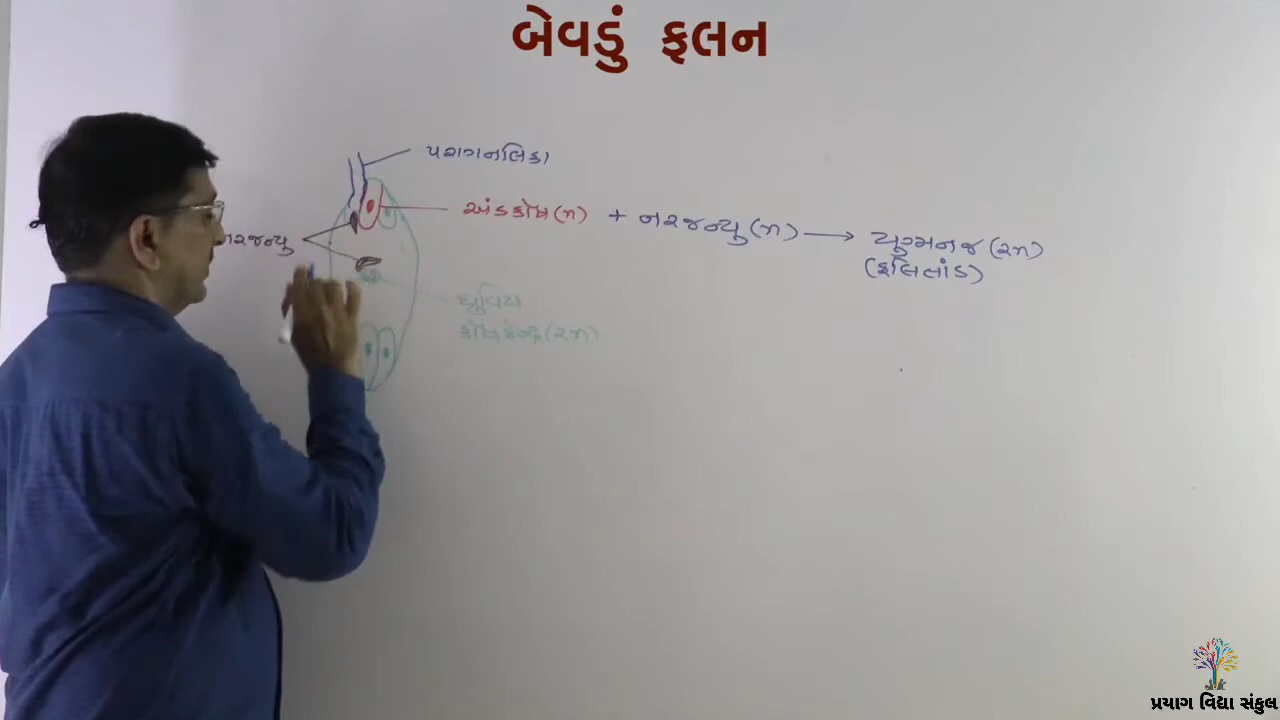 બેવડું ફલન
પરાગનલિકા
અંડકોષ (n) + નરજન્યુ (n) → યુગ્મનજ (2n)
(ફલિતાંડ)
નરજન્યુ
ધ્રુવિય
કોષકેન્દ્ર (2n)
પ્રયાગ વિદ્યા સંકુલ